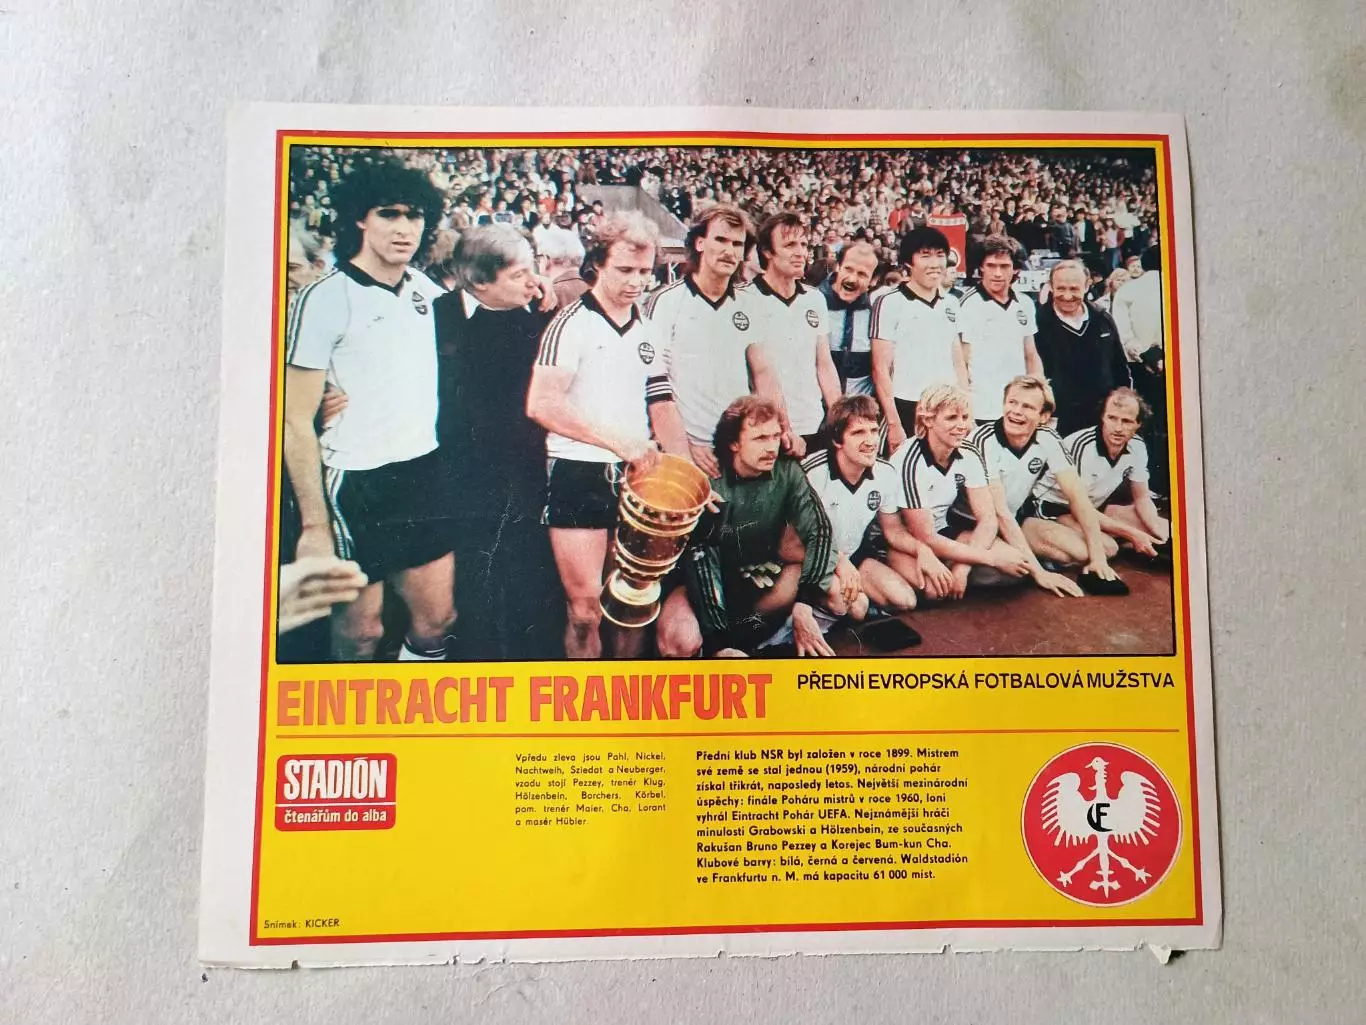 EINTRACHT FRANKFURT
PŘEDNÍ EVROPSKÁ FOTBALOVÁ MUŽSTVA
STADIÓN
čtenářům do alba
Vpředu zleva jsou Pahl, Nickel,
Nachtweih, Sziedat a Neuberger,
vzadu stojí Pezzey, trenér Klug,
Hölzenbein, Borchers, Körbel,
pom. trenér Maier, Cha, Lorant
a masér Hübler.
Přední klub NSR byl založen v roce 1899. Mistrem
své země se stal jednou (1959), národní pohár
získal třikrát, naposledy letos. Největší mezinárodní
úspěchy: finále Poháru mistrů v roce 1960, loni
vyhrál Eintracht Pohár UEFA. Nejznámější hráči
minulosti Grabowski a Hölzenbein, ze současných
Rakušan Bruno Pezzey a Korejec Bum-kun Cha.
Klubové barvy: bílá, černá a červená. Waldstadión
ve Frankfurtu n. M. má kapacitu 61 000 míst.
E
Snímek: KICKER